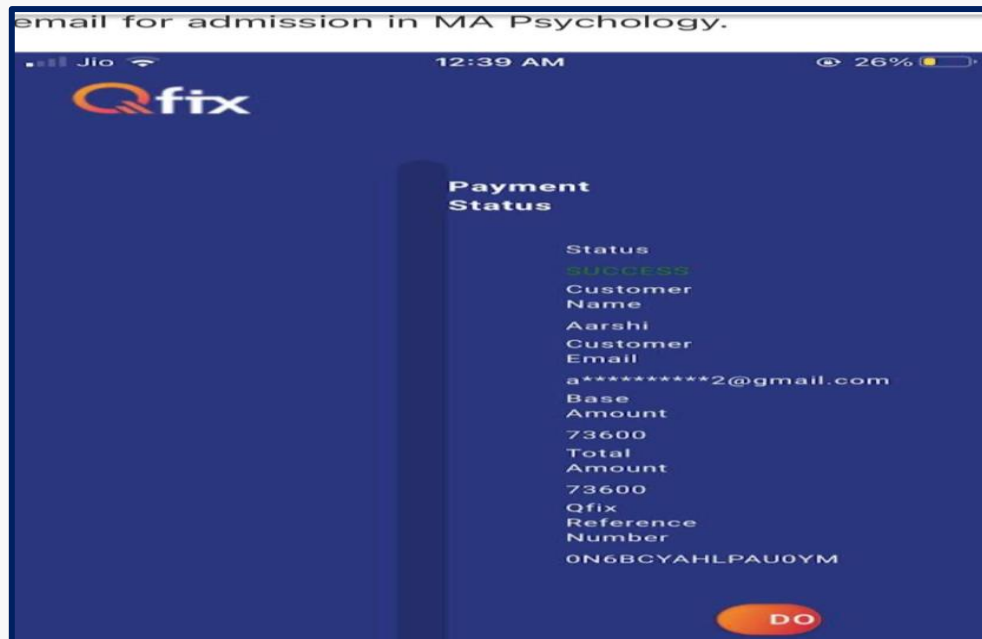 email for admission in MA Psychology.
Jio 12:39 AM 26%
Qfix
Payment
Status
Status
SUCCESS
Customer
Name
Aarshi
Customer
Email
a**********2@gmail.com
Base
Amount
73600
Total
Amount
73600
Qfix
Reference
Number
0N6BCYAHLPAU0YM
DO